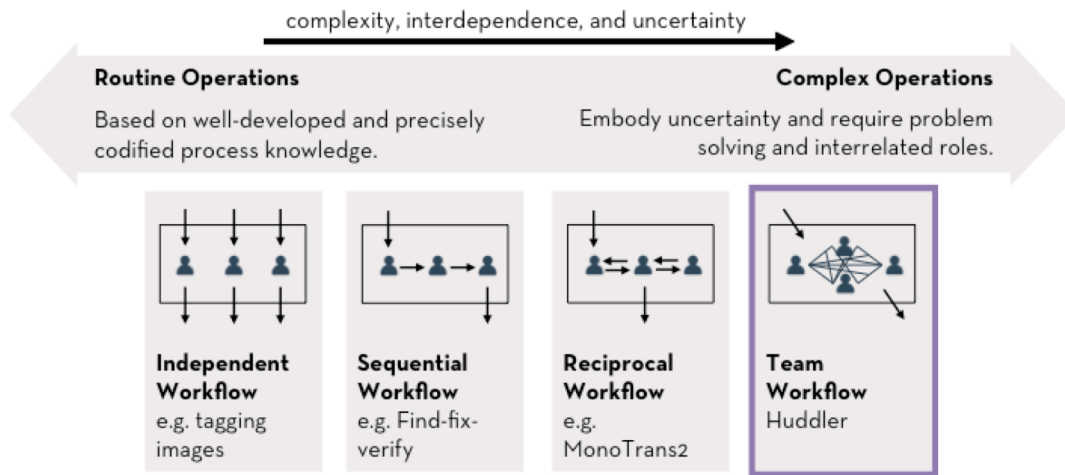 complexity, interdependence, and uncertainty
Routine Operations
Based on well-developed and precisely
codified process knowledge.
Complex Operations
Embody uncertainty and require problem
solving and interrelated roles.
Independent
Workflow
e.g. tagging
images
Sequential
Workflow
e.g. Find-fix-
verify
Reciprocal
Workflow
e.g.
MonoTrans2
Team
Workflow
Huddler